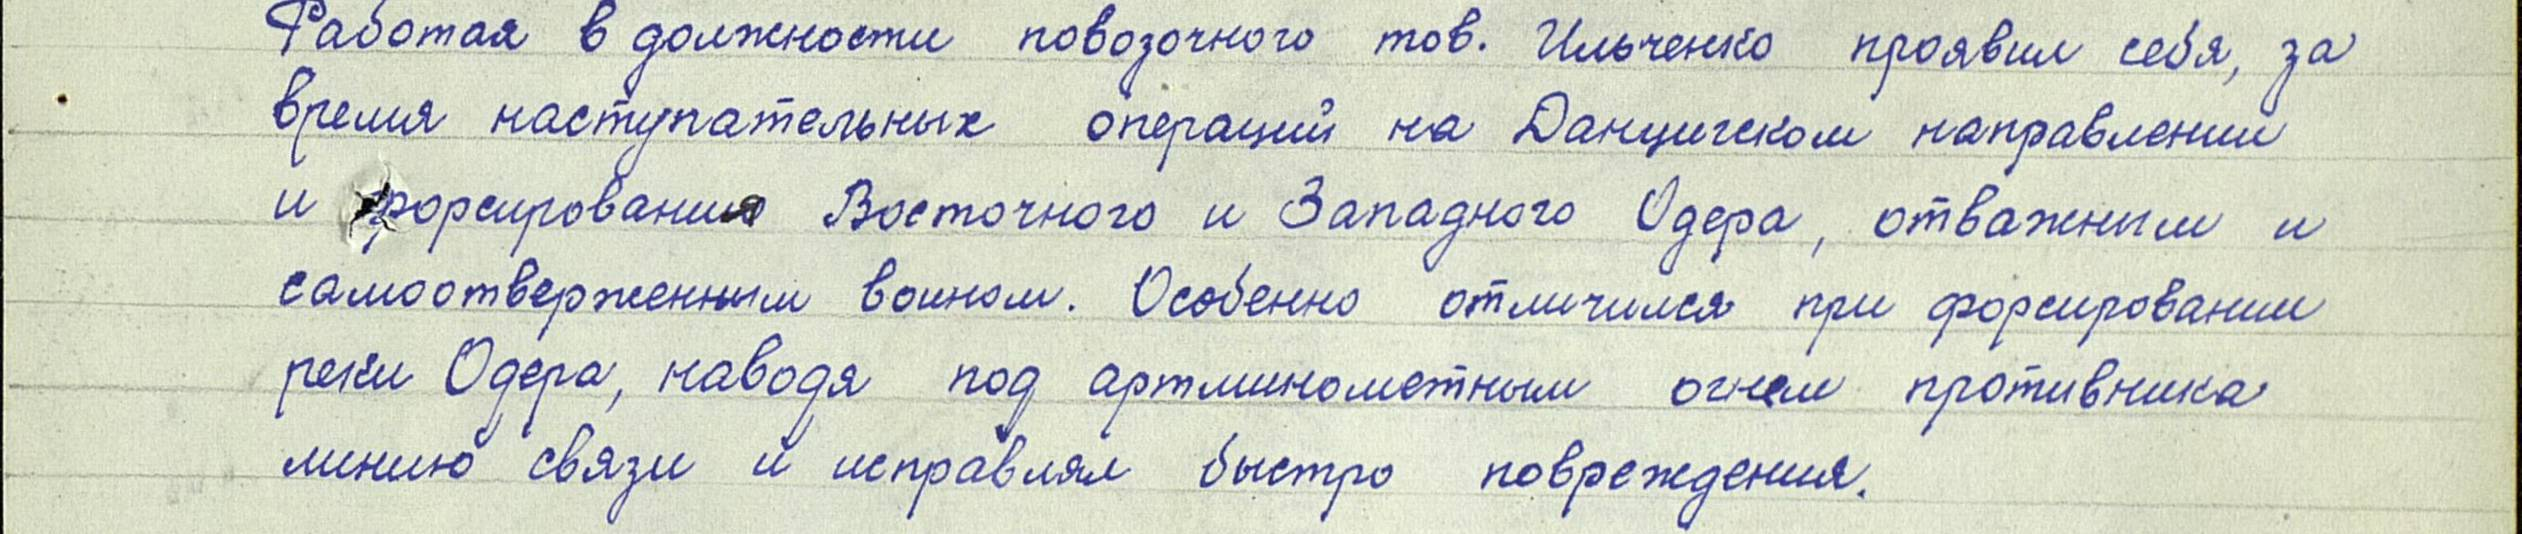 Работая в должности повозочного тов. Ильченко проявил себя, за
время наступательных операций на Данцигском направлении
и форсирования Восточного и Западного Одера, отважным и
самоотверженным воином. Особенно отличился при форсировании
реки Одера, наводя под артминометным огнем противника
линию связи и исправлял быстро повреждения.